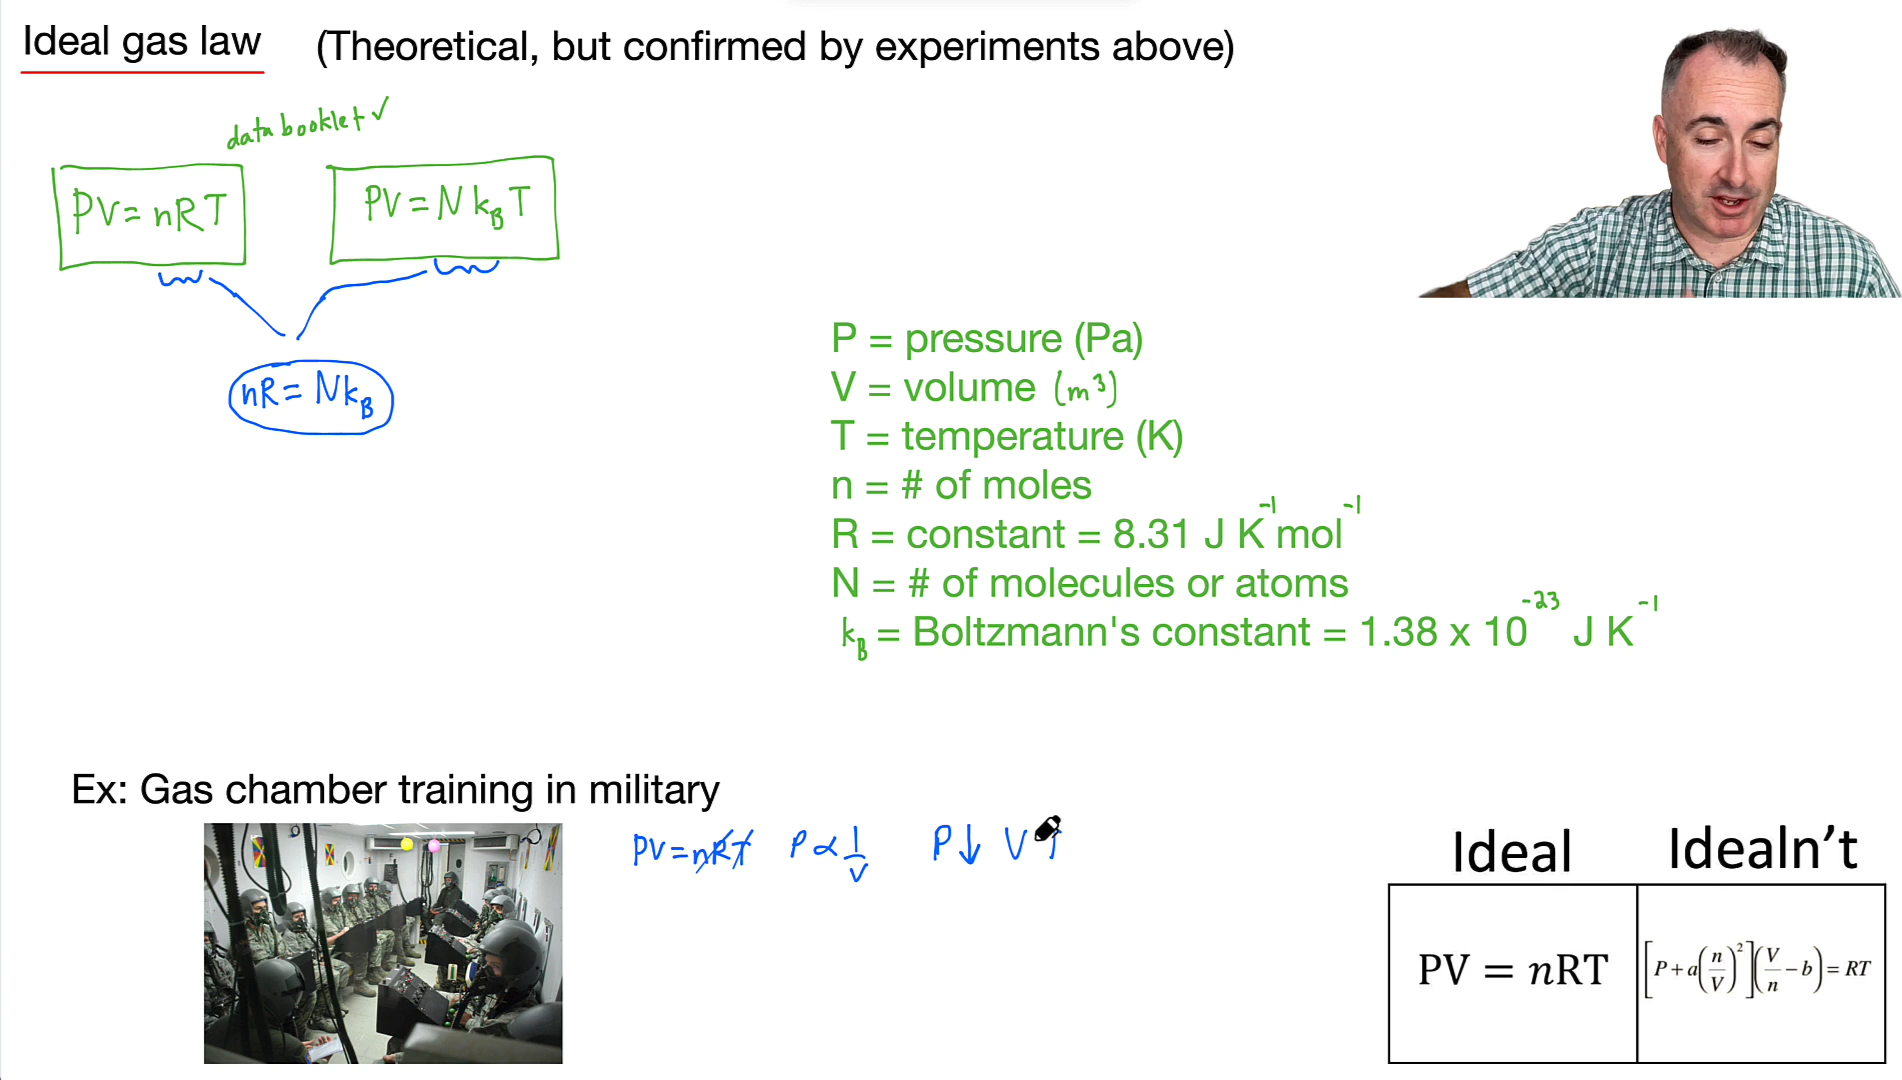 Ideal gas law (Theoretical, but confirmed by experiments above)
data booklet ✓
PV = nRT
PV = N k_B T
nR = Nk_B
P = pressure (Pa)
V = volume (m³)
T = temperature (K)
n = # of moles
R = constant = 8.31 J K⁻¹ mol⁻¹
N = # of molecules or atoms
k_B = Boltzmann's constant = 1.38 x 10⁻²³ J K⁻¹
Ex: Gas chamber training in military
PV = nRT P ∝ 1/V P↓ V↑
Ideal Idealn't
PV = nRT
[P + a(n/V)²](V/n − b) = RT